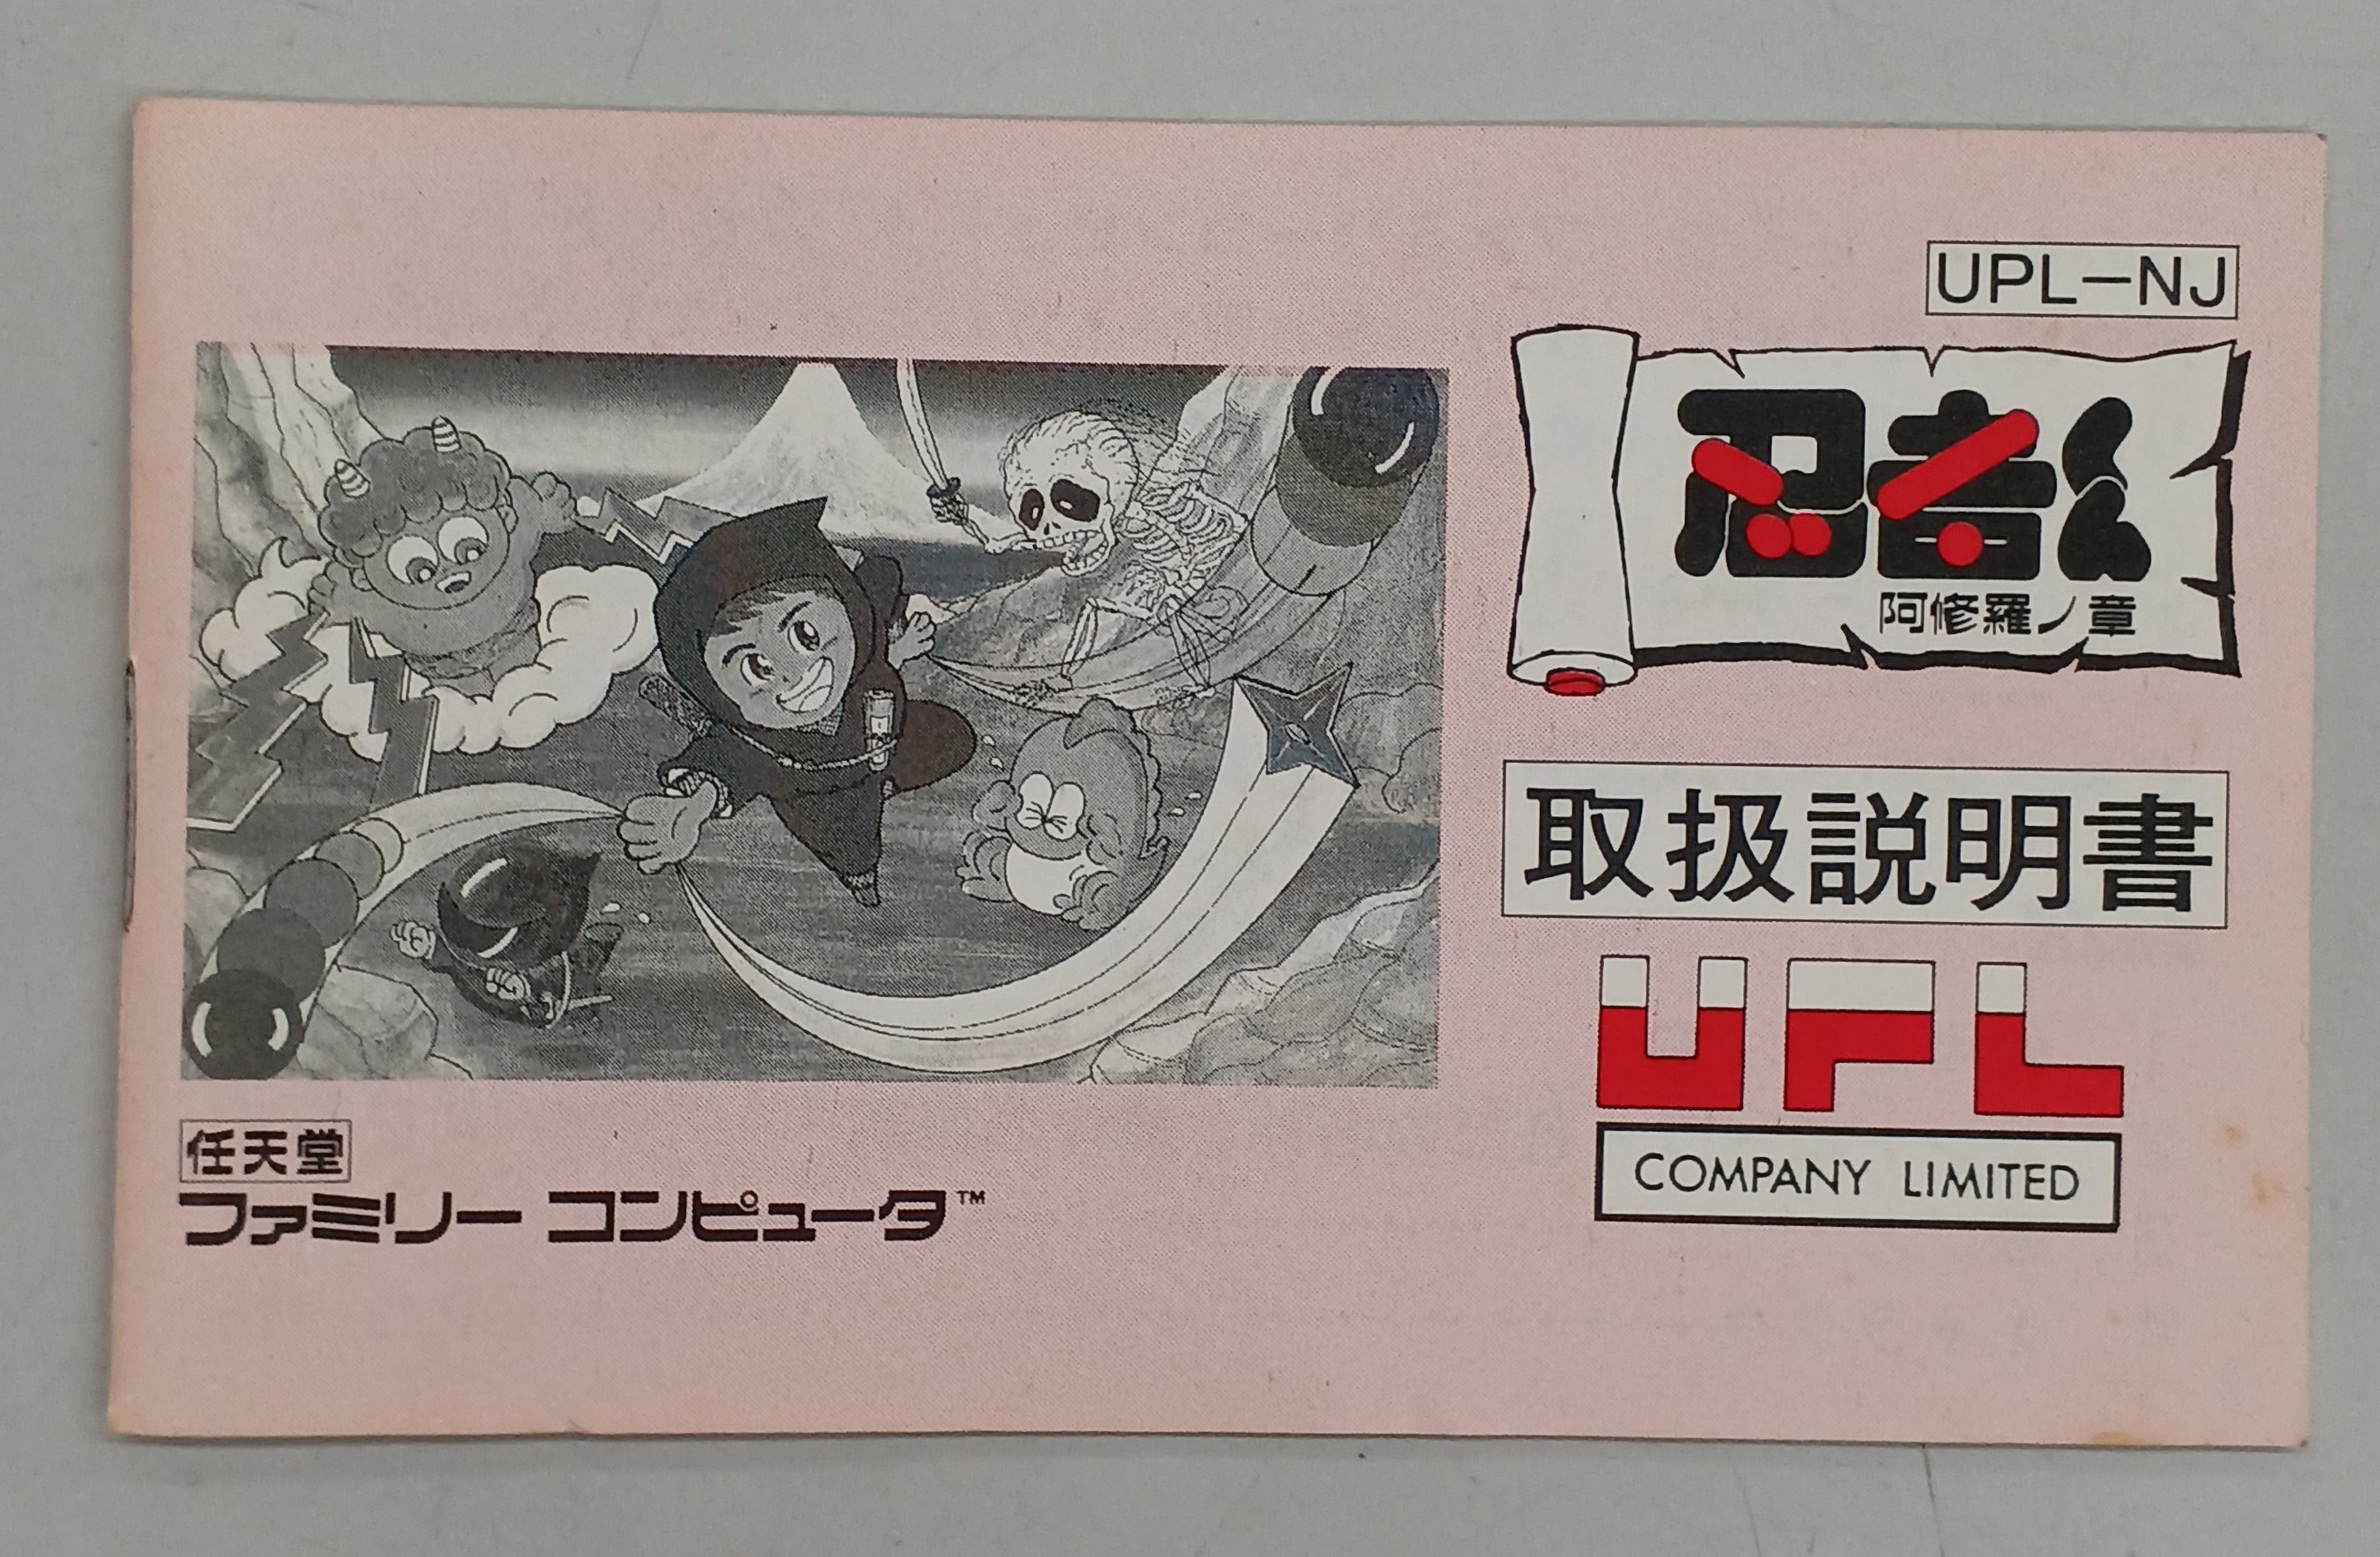 UPL-NJ
忍者くん
阿修羅ノ章
取扱説明書
UPL
COMPANY LIMITED
任天堂
ファミリー コンピュータ™